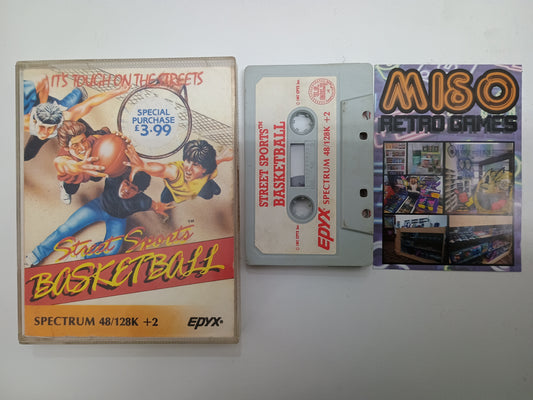 IT'S TOUGH ON THE STREETS
SPECIAL
PURCHASE
£3·99
Street Sports™
BASKETBALL
SPECTRUM 48/128K +2
EPYX®
STREET SPORTS™
BASKETBALL
EPYX® SPECTRUM 48/128K +2
MISO
RETRO GAMES